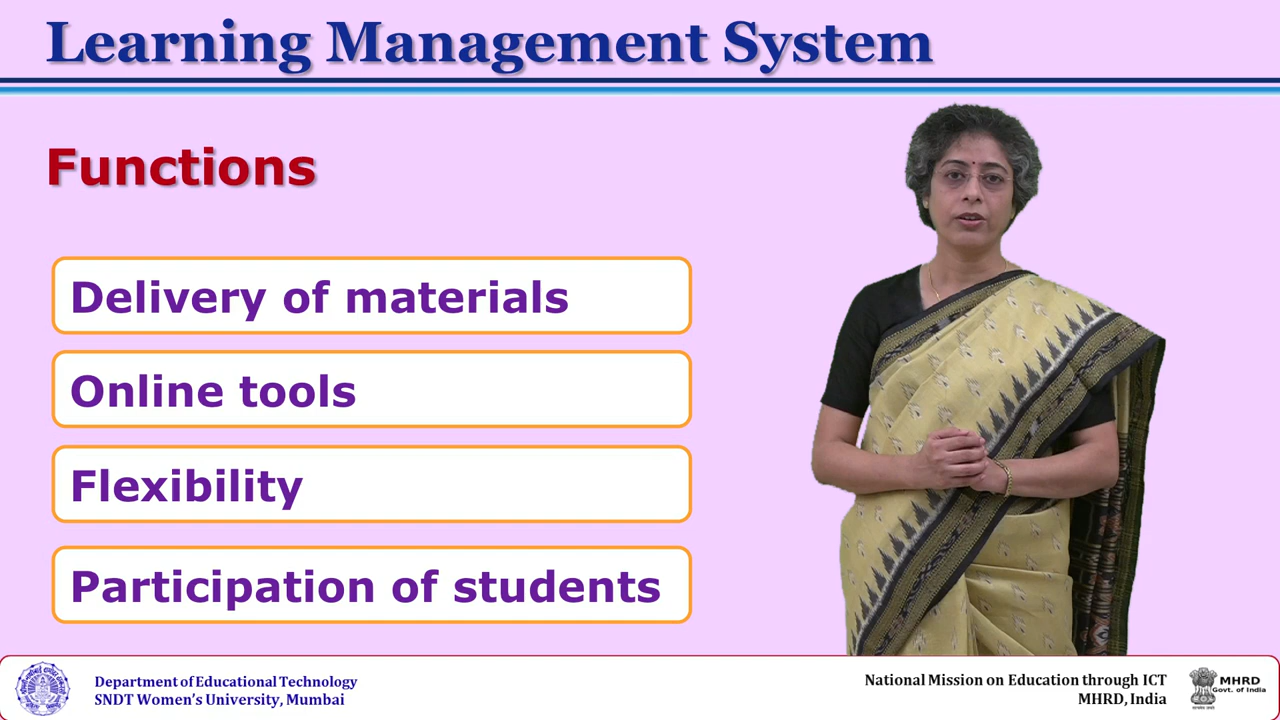 Learning Management System
Functions
Delivery of materials
Online tools
Flexibility
Participation of students
Department of Educational Technology
SNDT Women's University, Mumbai
National Mission on Education through ICT
MHRD, India
MHRD
Govt. of India